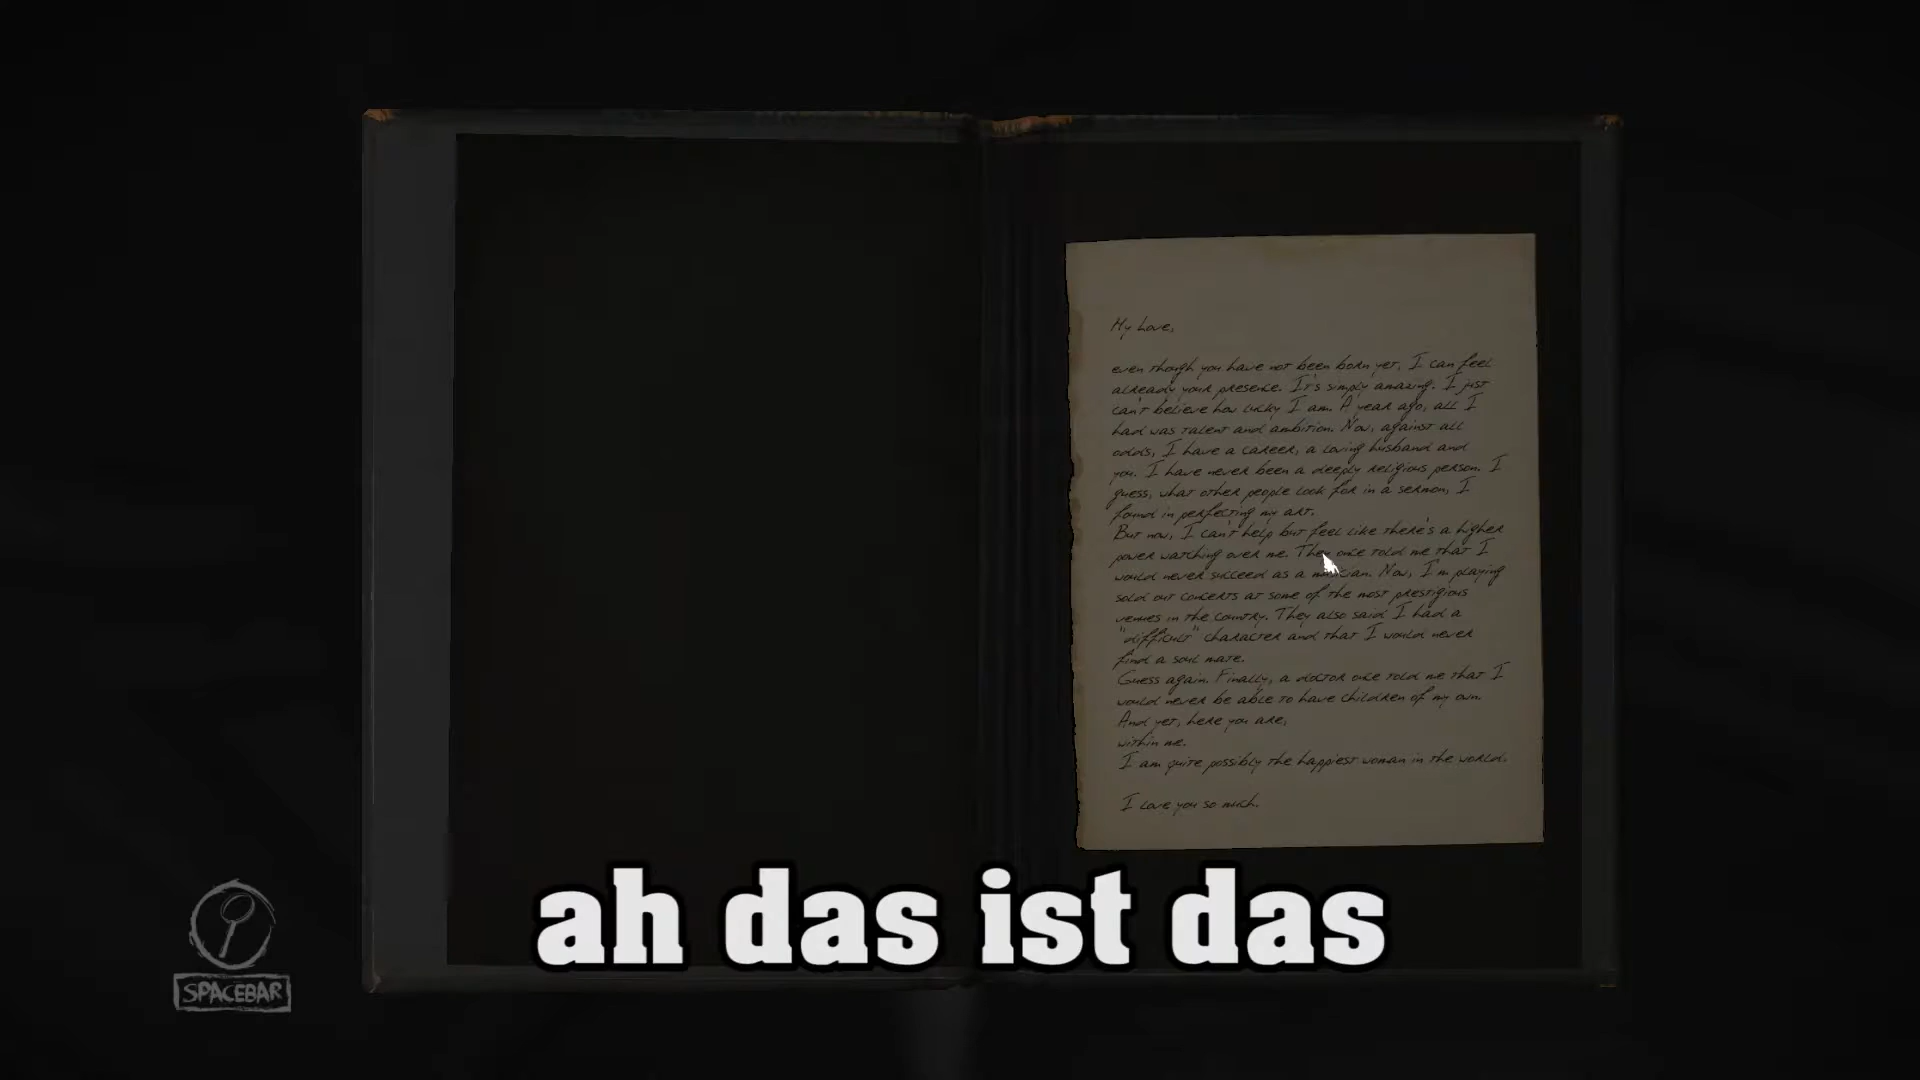 My Love,
even though you have not been born yet, I can feel
already your presence. It's simply amazing. I just
can't believe how lucky I am. A year ago, all I
had was talent and ambition. Now, against all
odds, I have a career, a loving husband and
you. I have never been a deeply religious person. I
guess, what other people look for in a sermon, I
found in perfecting my art.
But now, I can't help but feel like there's a higher
power watching over me. They once told me that I
would never succeed as a musician. Now, I'm playing
sold out concerts at some of the most prestigious
venues in the country. They also said I had a
"difficult" character and that I would never
find a soul mate.
Guess again. Finally, a doctor once told me that I
would never be able to have children of my own.
And yet, here you are,
within me.
I am quite possibly the happiest woman in the world.
I love you so much.
ah das ist das
SPACEBAR